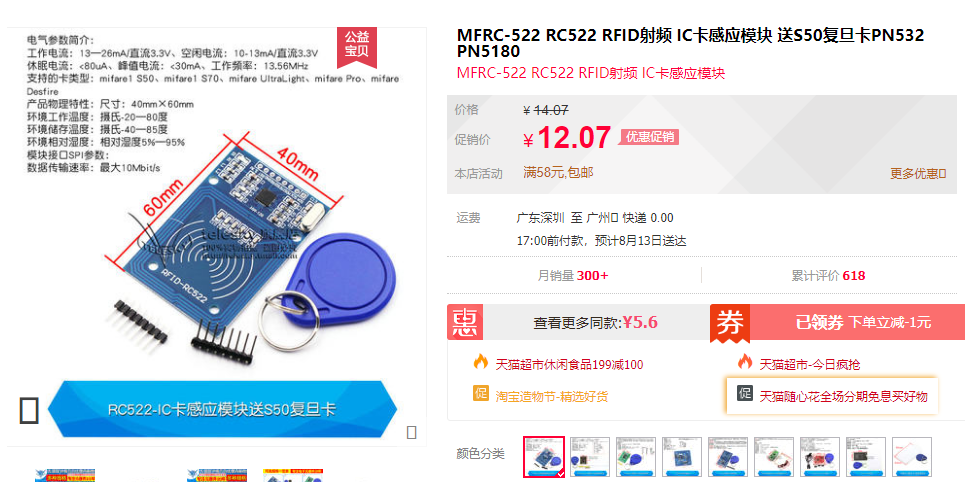 电气参数简介：
工作电流：13—26mA/直流3.3V、空闲电流：10-13mA/直流3.3V
休眠电流：<80uA、峰值电流：<30mA、工作频率：13.56MHz
支持的卡类型：mifare1 S50、mifare1 S70、mifare UltraLight、mifare Pro、mifare
Desfire
产品物理特性：尺寸：40mm×60mm
环境工作温度：摄氏-20—80度
环境储存温度：摄氏-40—85度
环境相对湿度：相对湿度5%—95%
模块接口SPI参数：
数据传输速率：最大10Mbit/s
公益
宝贝
40mm
60mm
RFID-RC522
RC522-IC卡感应模块送S50复旦卡
MFRC-522 RC522 RFID射频 IC卡感应模块 送S50复旦卡PN532
PN5180
MFRC-522 RC522 RFID射频 IC卡感应模块
价格 ¥ 14.07
促销价 ¥ 12.07 优惠促销
本店活动 满58元,包邮 更多优惠
运费 广东深圳 至 广州 快递 0.00
17:00前付款，预计8月13日送达
月销量 300+ 累计评价 618
惠 查看更多同款:¥5.6 券 已领券 下单立减-1元
天猫超市休闲食品199减100 天猫超市-今日疯抢
促 淘宝造物节-精选好货 促 天猫随心花全场分期免息买好物
颜色分类